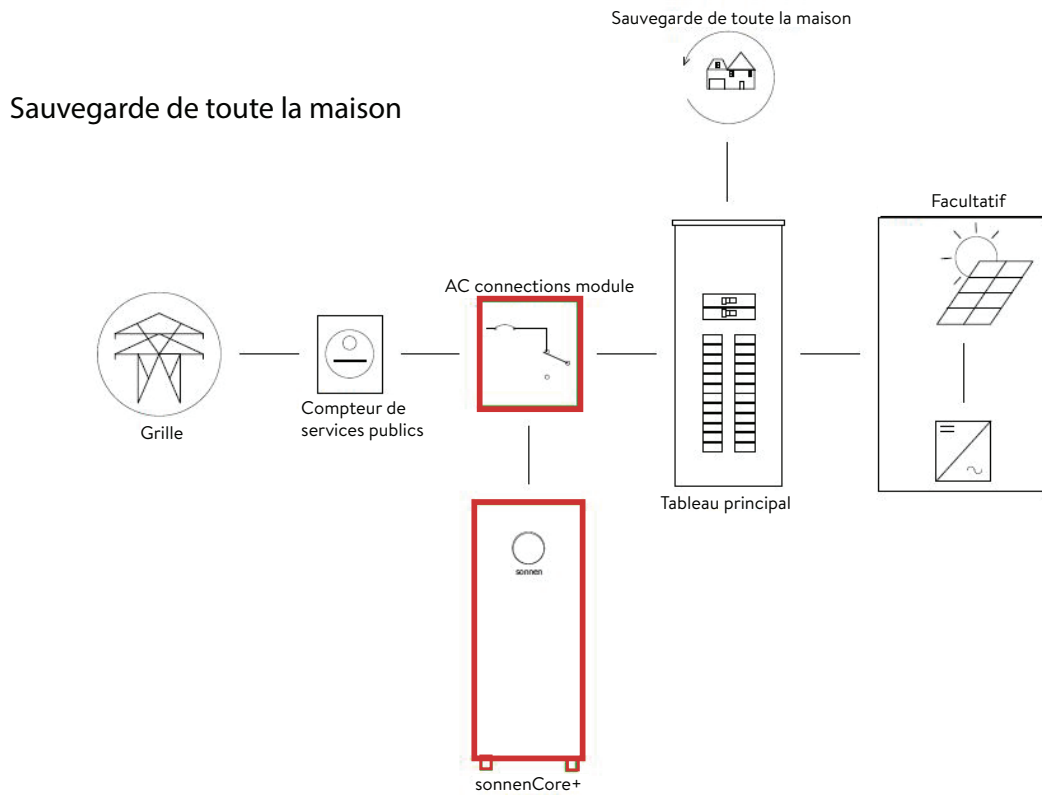 Sauvegarde de toute la maison
Sauvegarde de toute la maison
Facultatif
AC connections module
Grille
Compteur de
services publics
Tableau principal
sonnen
sonnenCore+